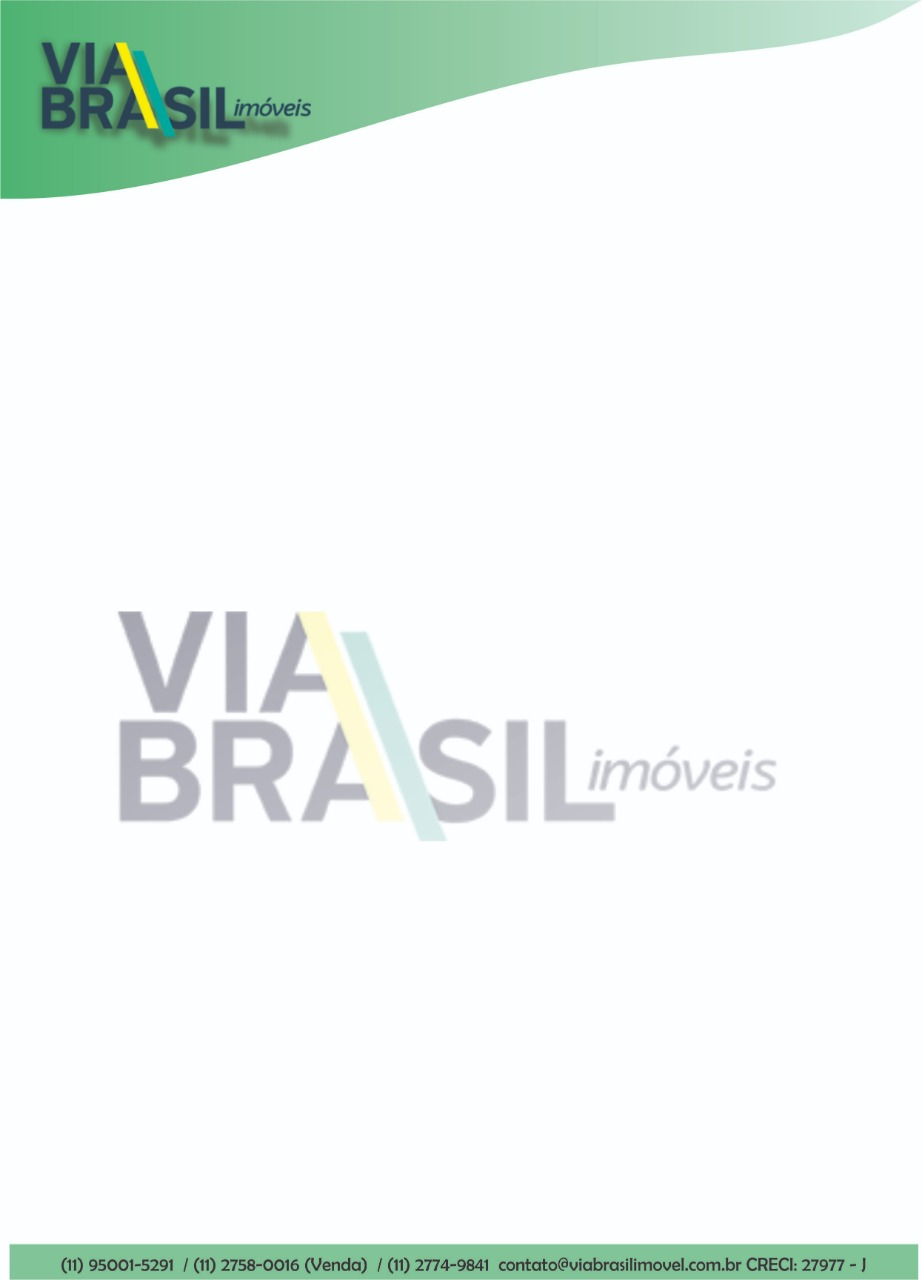 VIA
BRASIL imóveis
VIA
BRASIL imóveis
(11) 95001-5291 / (11) 2758-0016 (Venda) / (11) 2774-9841 contato@viabrasilimovel.com.br CRECI: 27977 - J